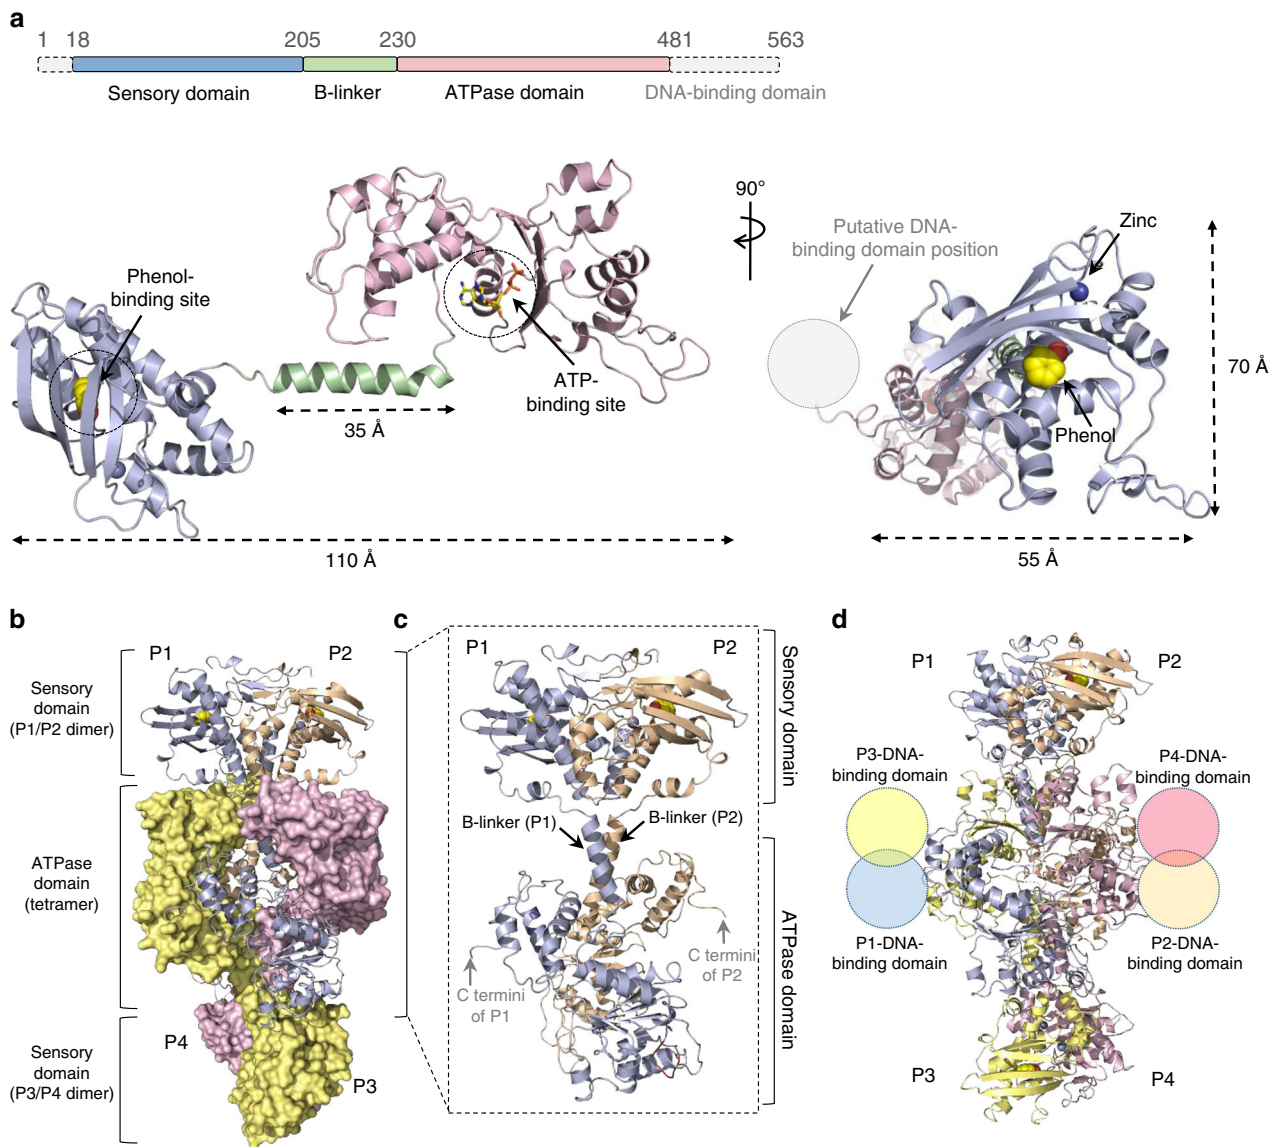 a
1 18 205 230 481 563
Sensory domain B-linker ATPase domain DNA-binding domain
90°
Putative DNA-
binding domain
position
Zinc
Phenol-
binding site
ATP-
binding site
35 Å
70 Å
Phenol
110 Å
55 Å
b
P1 P2
Sensory
domain
(P1/P2 dimer)
ATPase
domain
(tetramer)
P4
P3
Sensory
domain
(P3/P4 dimer)
c
P1 P2
Sensory domain
B-linker (P1)
B-linker (P2)
ATPase domain
C termini
of P1
C termini
of P2
d
P1 P2
P3-DNA-
binding domain
P4-DNA-
binding domain
P1-DNA-
binding domain
P2-DNA-
binding domain
P3 P4